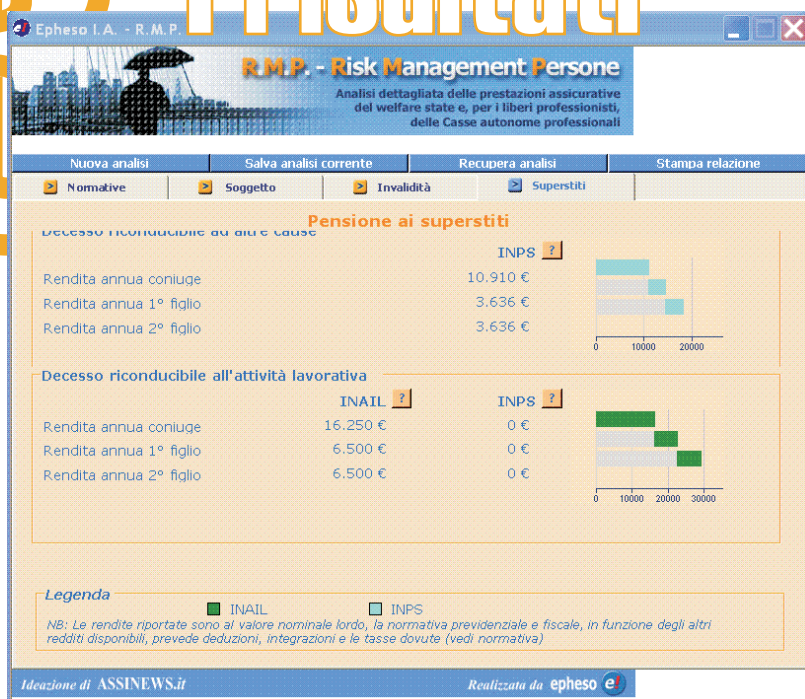 I risultati
Epheso I.A. - R.M.P.
R.M.P. - Risk Management Persone
Analisi dettagliata delle prestazioni assicurative
del welfare state e, per i liberi professionisti,
delle Casse autonome professionali
Nuova analisi Salva analisi corrente Recupera analisi Stampa relazione
Normative Soggetto Invalidità Superstiti
Pensione ai superstiti
Decesso riconducibile ad altre cause
INPS ?
Rendita annua coniuge 10.910 €
Rendita annua 1° figlio 3.636 €
Rendita annua 2° figlio 3.636 €
0 10000 20000
Decesso riconducibile all'attività lavorativa
INAIL ? INPS ?
Rendita annua coniuge 16.250 € 0 €
Rendita annua 1° figlio 6.500 € 0 €
Rendita annua 2° figlio 6.500 € 0 €
0 10000 20000 30000
Legenda
INAIL INPS
NB: Le rendite riportate sono al valore nominale lordo, la normativa previdenziale e fiscale, in funzione degli altri
redditi disponibili, prevede deduzioni, integrazioni e le tasse dovute (vedi normativa)
Ideazione di ASSINEWS.it Realizzata da epheso e!